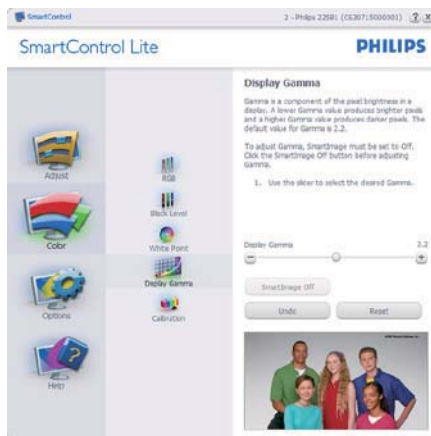 SmartControl
2 - Philips 225B1
SmartControl Lite
PHILIPS
Adjust
Color
Options
Help
RGB
Black Level
White Point
Display Gamma
Calibration
Display Gamma
Gamma is a component of the pixel brightness in a
display. A lower Gamma value produces brighter pixels
and a higher Gamma value produces darker pixels. The
default value for Gamma is 2.2.
To adjust Gamma, SmartImage must be set to Off.
Click the SmartImage Off button before adjusting
Gamma.
1. Use the slider to select the desired Gamma.
Display Gamma 2.2
SmartImage Off
Undo Reset